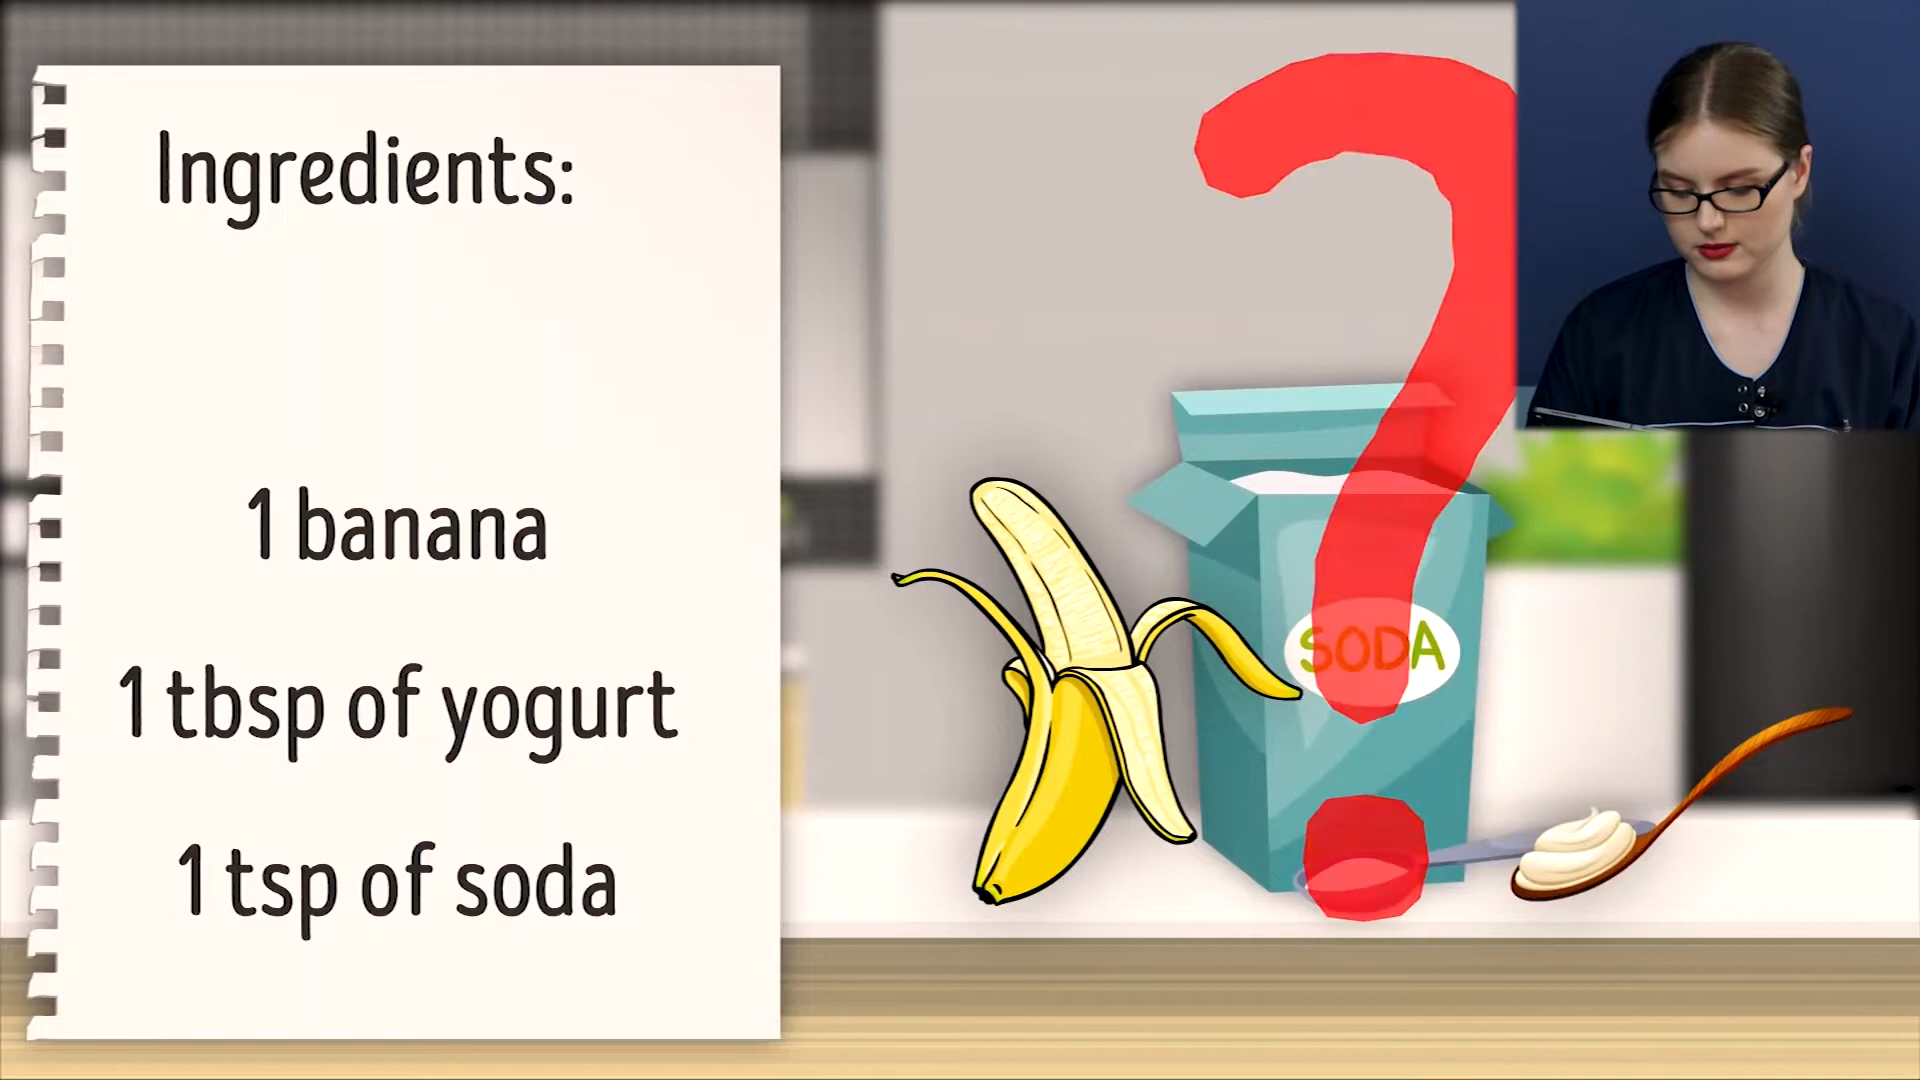 Ingredients:
1 banana
1 tbsp of yogurt
1 tsp of soda
SODA